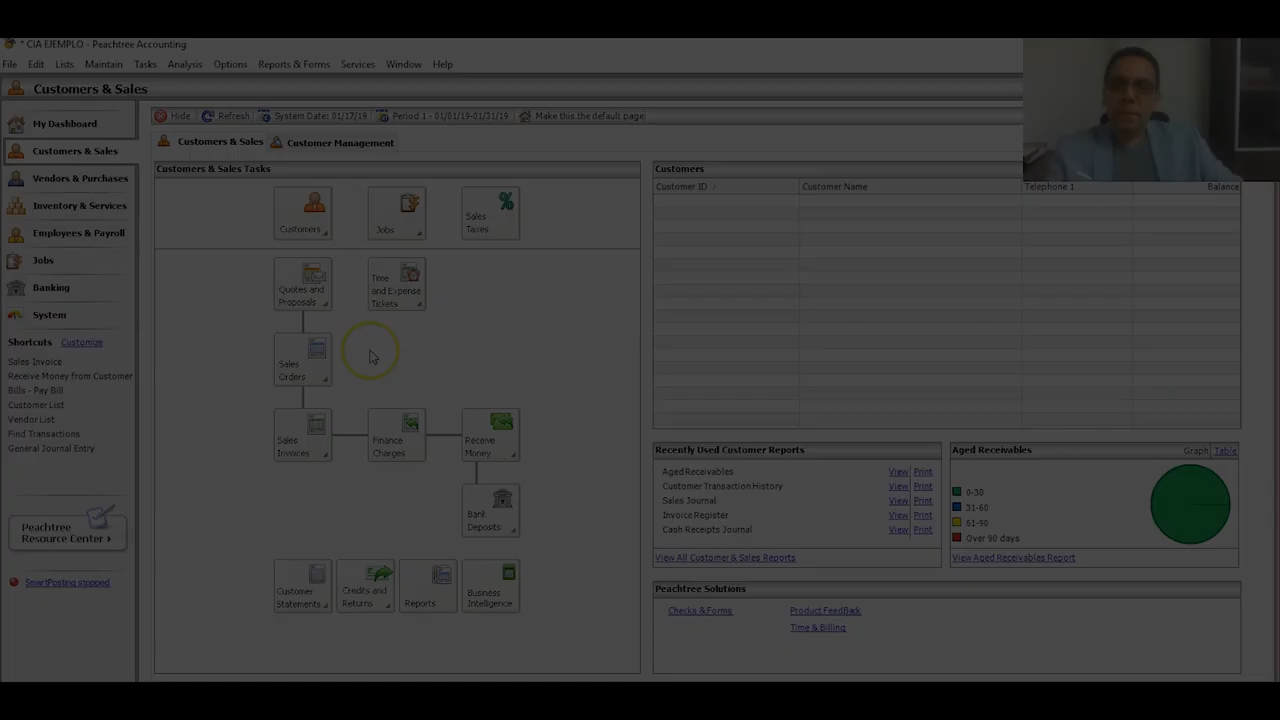 * CIA EJEMPLO - Peachtree Accounting
File Edit Lists Maintain Tasks Analysis Options Reports & Forms Services Window Help
Customers & Sales
My Dashboard
Customers & Sales
Vendors & Purchases
Inventory & Services
Employees & Payroll
Jobs
Banking
System
Shortcuts Customize
Sales Invoice
Receive Money from Customer
Bills - Pay Bill
Customer List
Vendor List
Find Transactions
General Journal Entry
Peachtree
Resource Center
SmartPosting stopped
Hide Refresh System Date: 01/17/19 Period 1 - 01/01/19-01/31/19 Make this the default page
Customers & Sales Customer Management
Customers & Sales Tasks
Customers
Jobs
Sales
Taxes
Quotes and
Proposals
Time
and Expense
Tickets
Sales
Orders
Sales
Invoices
Finance
Charges
Receive
Money
Bank
Deposits
Customer
Statements
Credits and
Returns
Reports
Business
Intelligence
Customers
Customer ID / Customer Name Telephone 1 Balance
Recently Used Customer Reports
Aged Receivables View Print
Customer Transaction History View Print
Sales Journal View Print
Invoice Register View Print
Cash Receipts Journal View Print
View All Customer & Sales Reports
Aged Receivables Graph Table
0-30
31-60
61-90
Over 90 days
View Aged Receivables Report
Peachtree Solutions
Checks & Forms Product FeedBack
Time & Billing